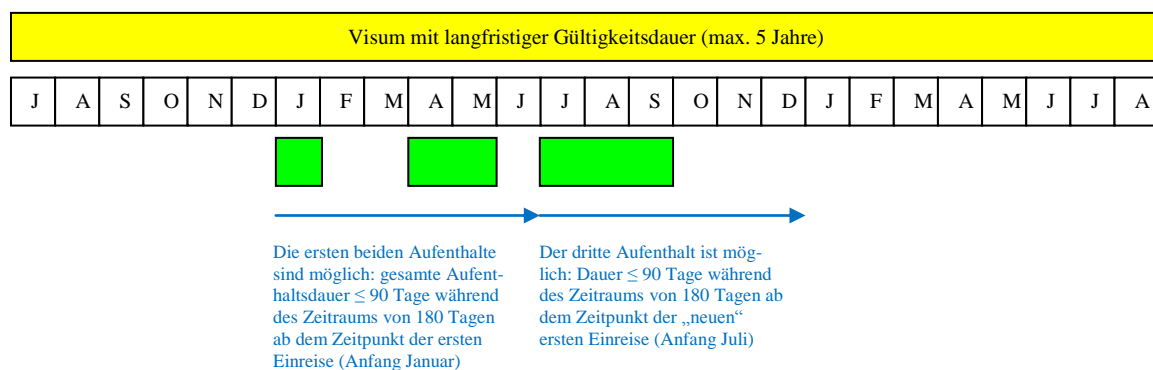 Visum mit langfristiger Gültigkeitsdauer (max. 5 Jahre)
J A S O N D J F M A M J J A S O N D J F M A M J J A
Die ersten beiden Aufenthalte
sind möglich: gesamte Aufent-
haltsdauer ≤ 90 Tage während
des Zeitraums von 180 Tagen
ab dem Zeitpunkt der ersten
Einreise (Anfang Januar)
Der dritte Aufenthalt ist mög-
lich: Dauer ≤ 90 Tage während
des Zeitraums von 180 Tagen ab
dem Zeitpunkt der „neuen“
ersten Einreise (Anfang Juli)